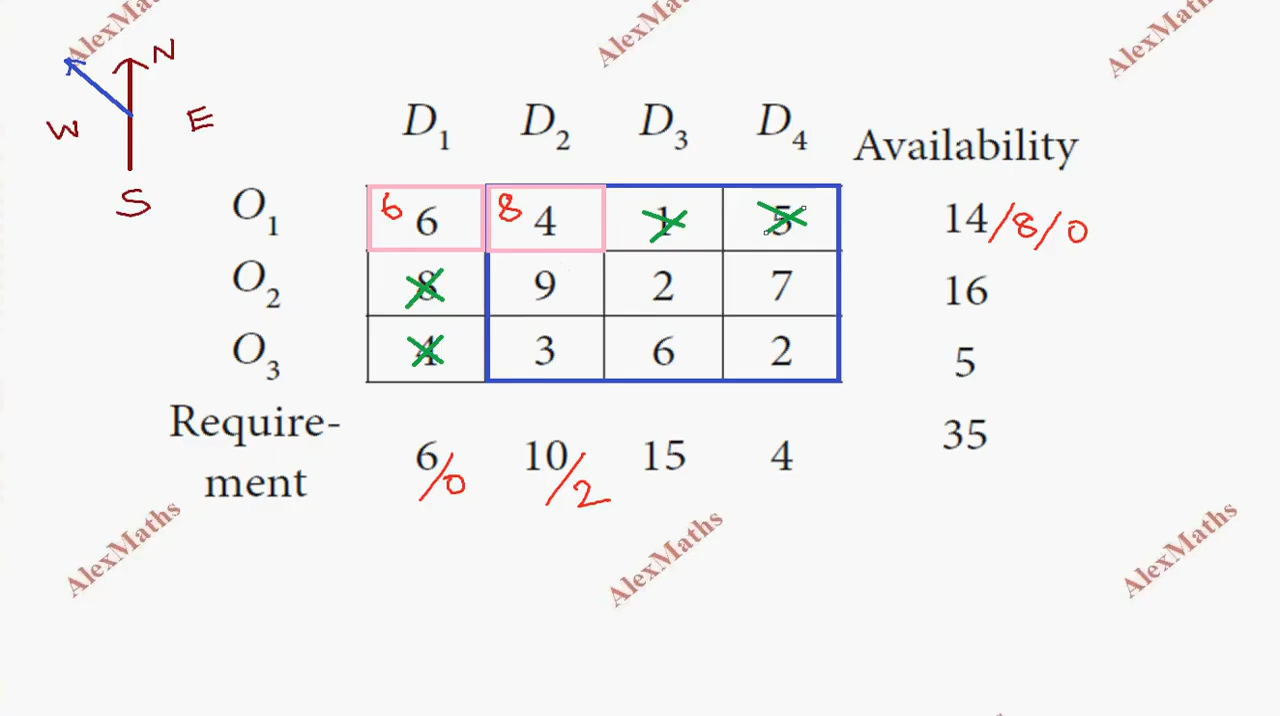 AlexMaths AlexMaths AlexMaths
N
W E
S
D1 D2 D3 D4 Availability
O1 6 6 8 4 1 5 14/8/0
O2 8 9 2 7 16
O3 4 3 6 2 5
Require-
ment 6/0 10/2 15 4 35
AlexMaths AlexMaths AlexMaths